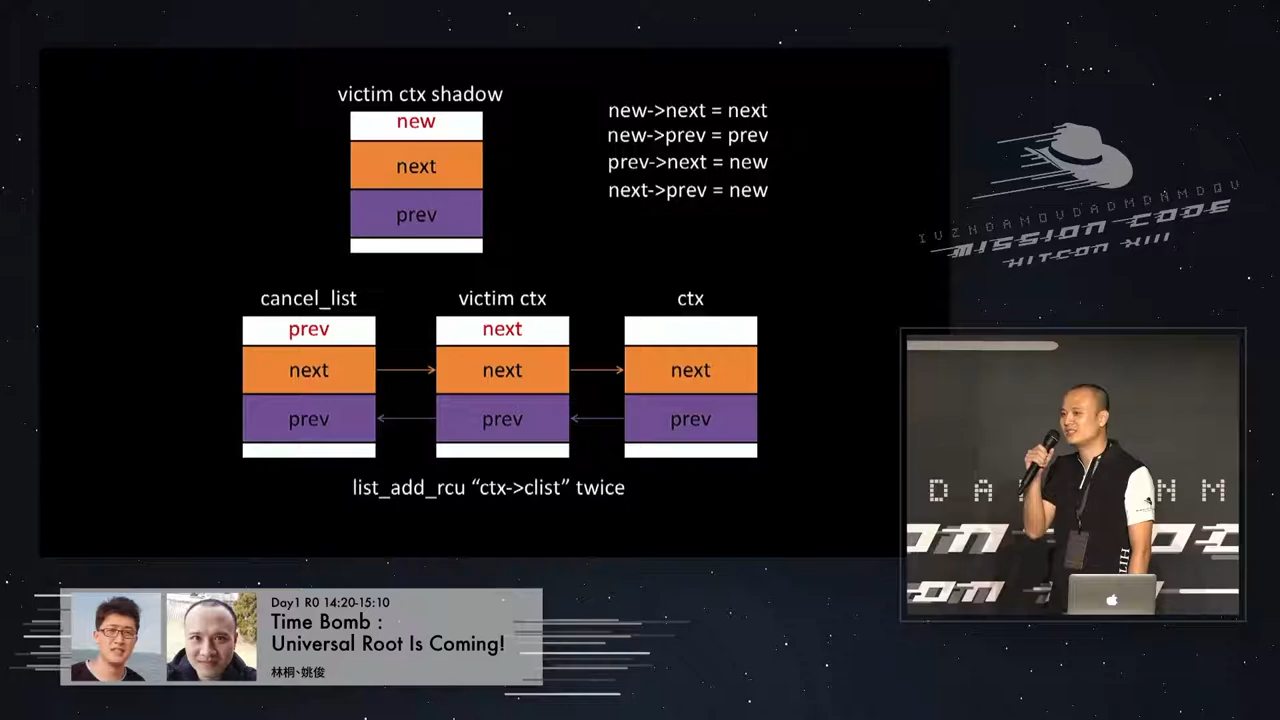 victim ctx shadow
new
next
prev
new->next = next
new->prev = prev
prev->next = new
next->prev = new
cancel_list
victim ctx
ctx
prev
next
next
next
next
prev
prev
prev
list_add_rcu “ctx->clist” twice
MISSION CODE
HITCON XIII
Day1 R0 14:20-15:10
Time Bomb :
Universal Root Is Coming!
林桐、姚俊